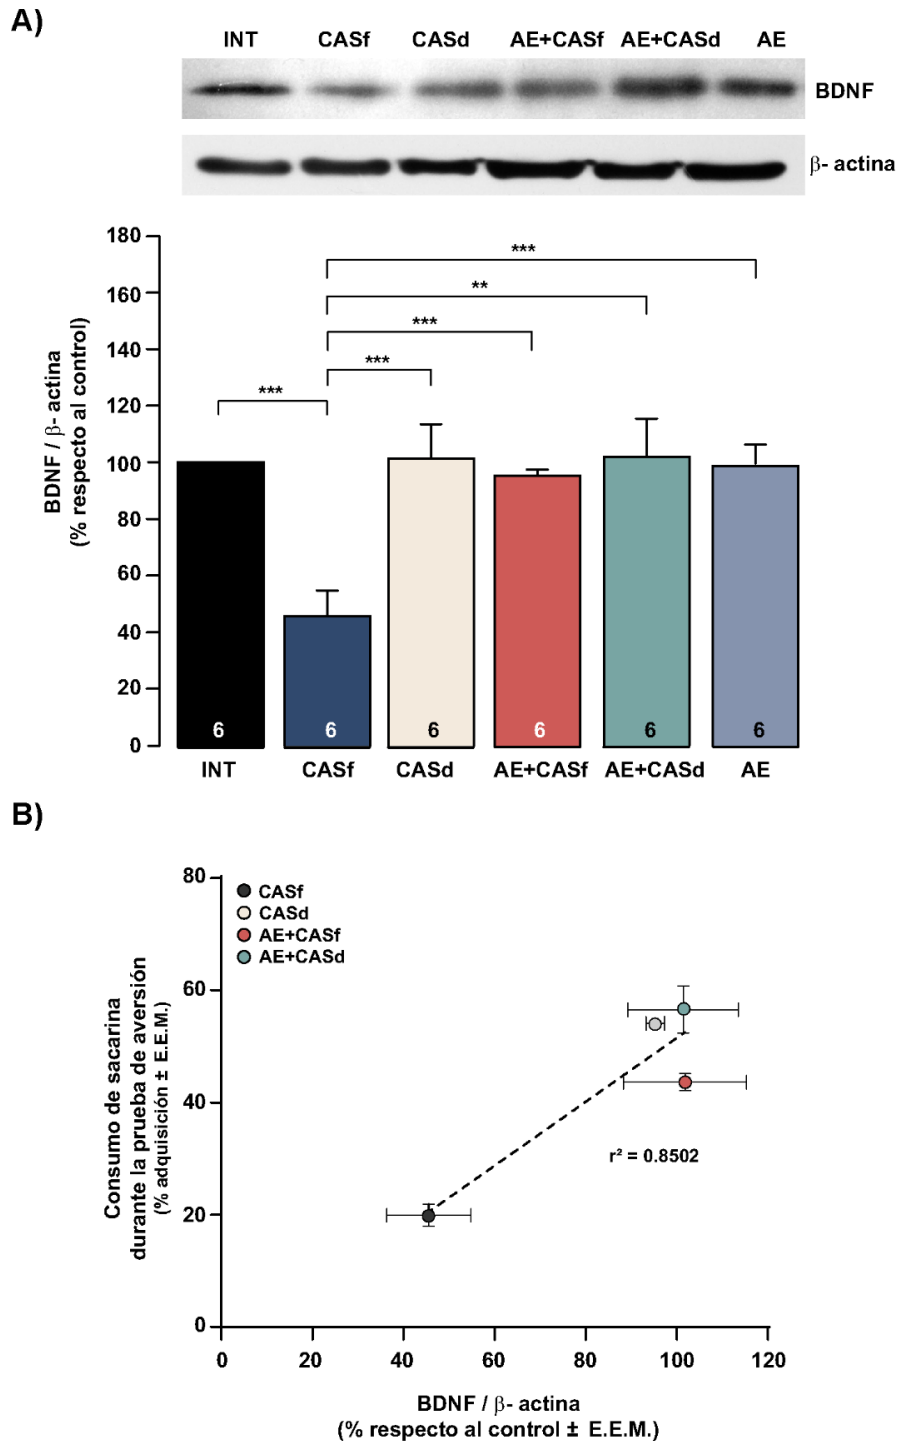 A)
INT CASf CASd AE+CASf AE+CASd AE
BDNF
β- actina
BDNF / β- actina
(% respecto al control)
180
160
140
120
100
80
60
40
20
0
***
**
***
***
***
6 6 6 6 6 6
INT CASf CASd AE+CASf AE+CASd AE
B)
Consumo de sacarina
durante la prueba de aversión
(% adquisición ± E.E.M.)
80
60
40
20
0
CASf
CASd
AE+CASf
AE+CASd
r² = 0.8502
0 20 40 60 80 100 120
BDNF / β- actina
(% respecto al control ± E.E.M.)